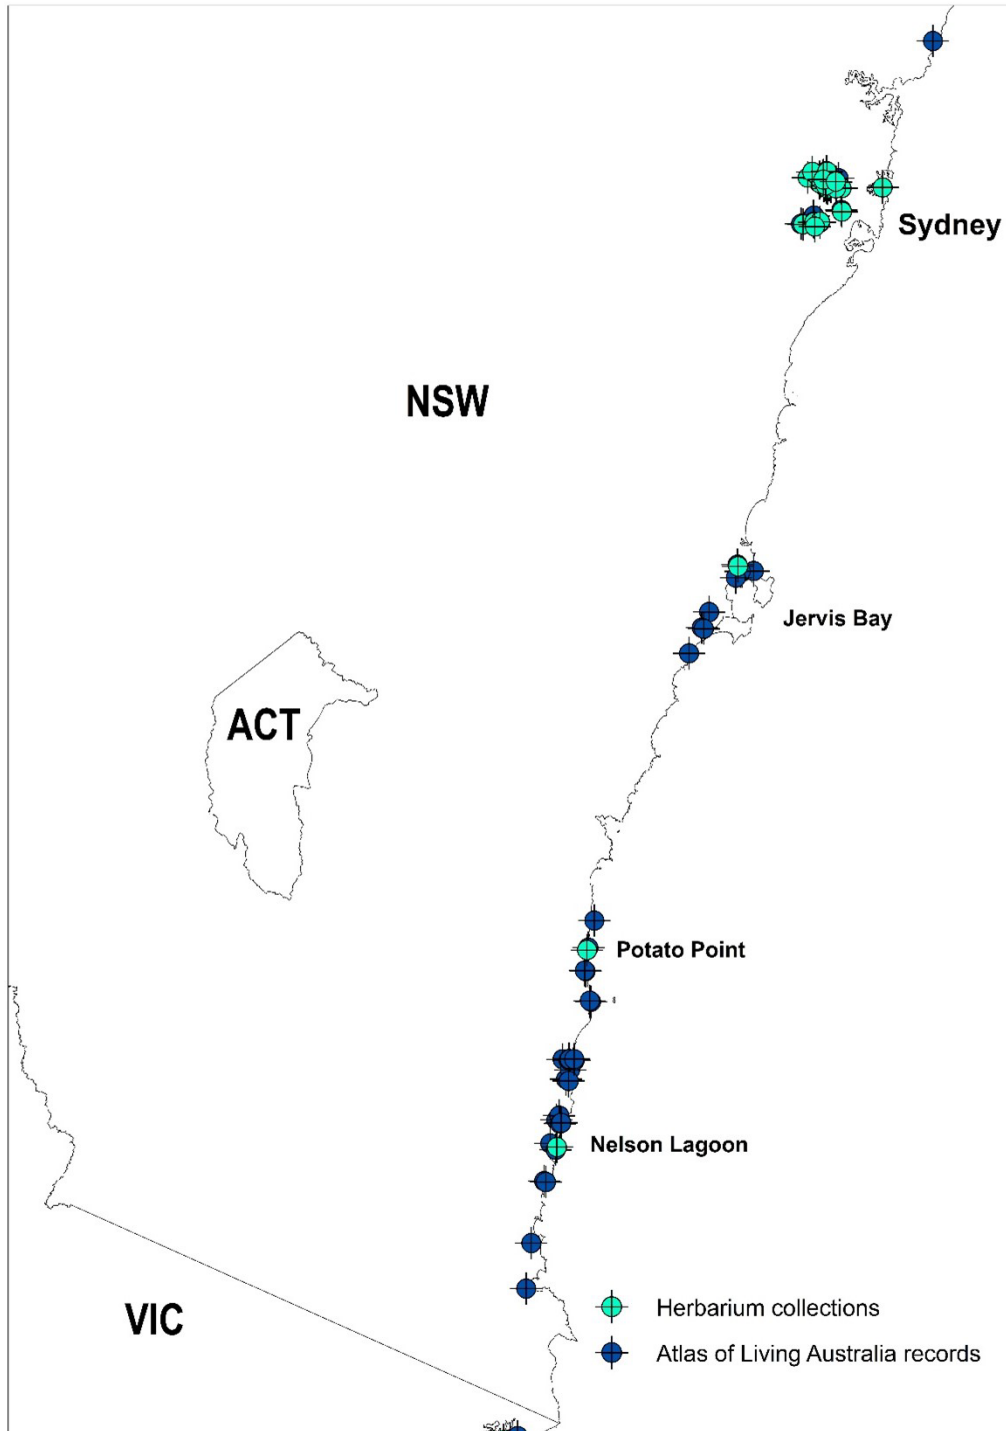 Sydney
NSW
Jervis Bay
ACT
Potato Point
Nelson Lagoon
VIC
Herbarium collections
Atlas of Living Australia records